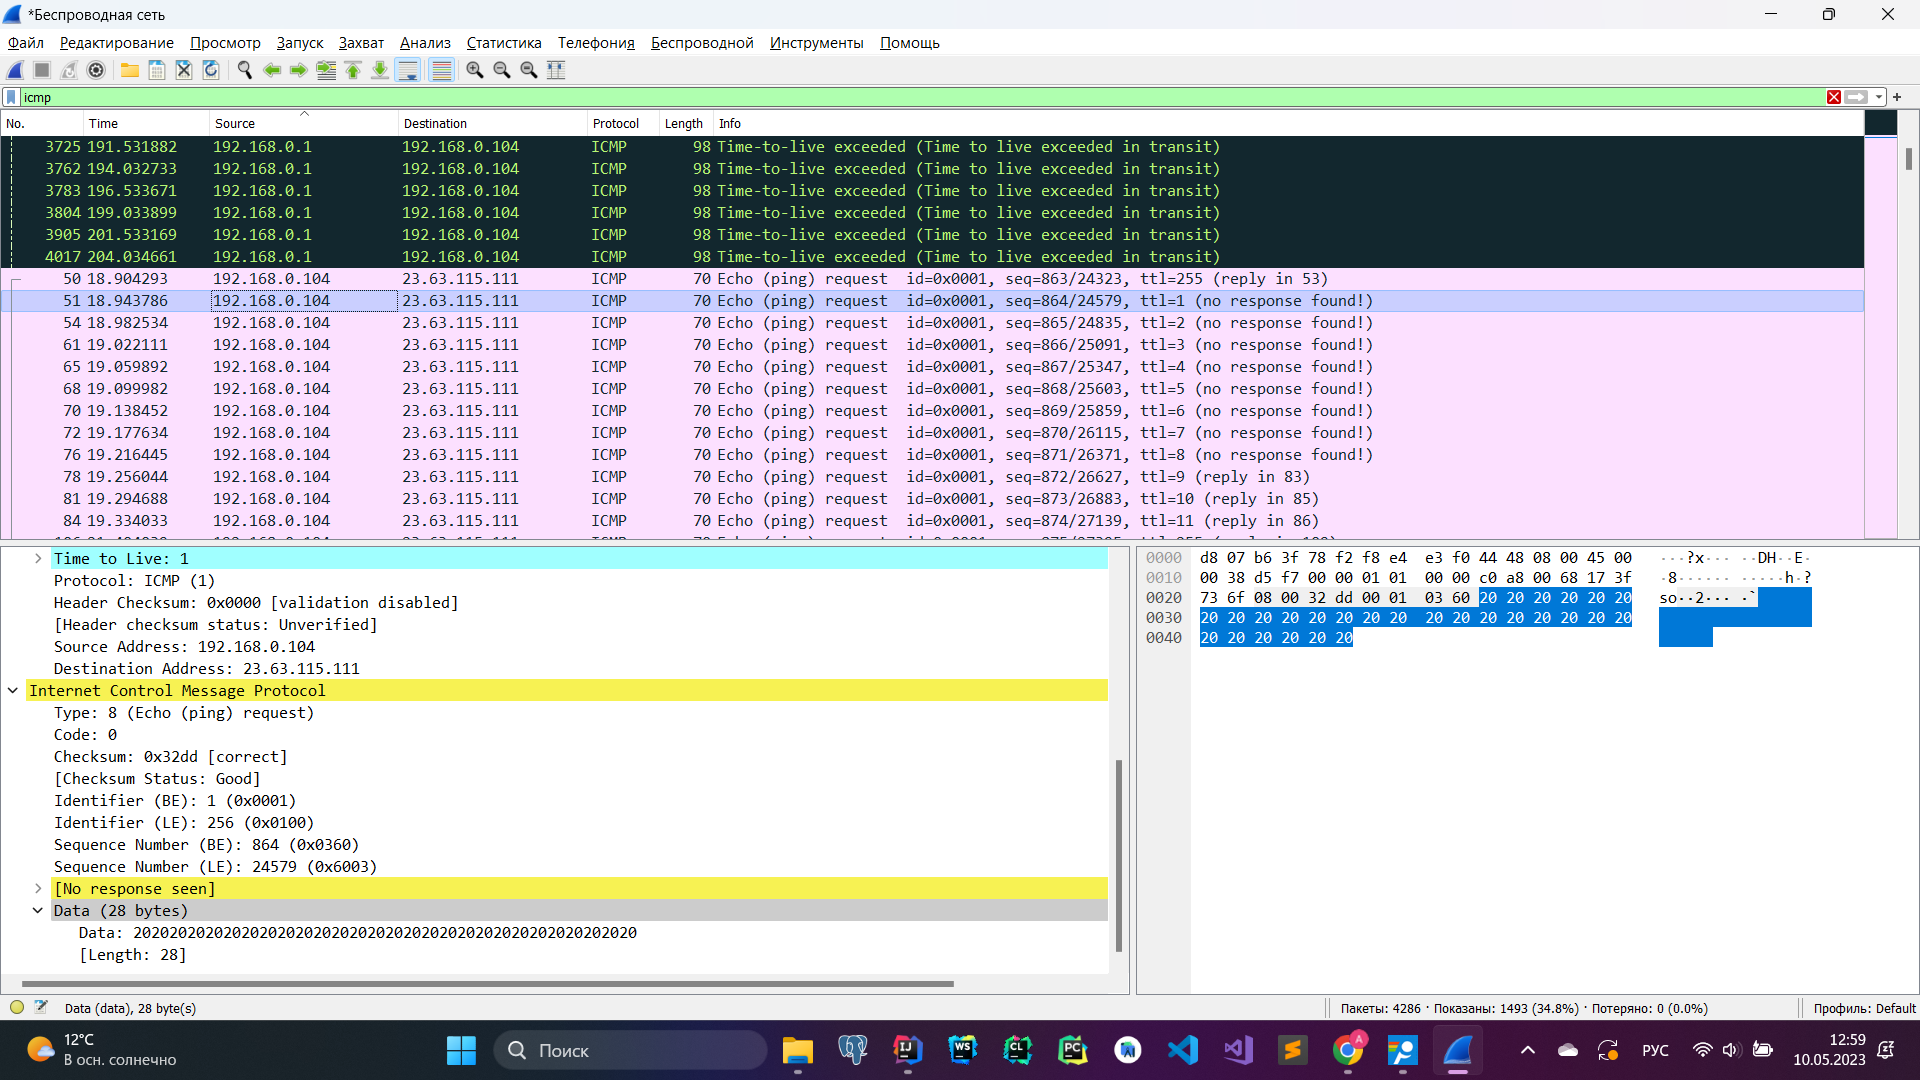 *Беспроводная сеть
Файл Редактирование Просмотр Запуск Захват Анализ Статистика Телефония Беспроводной Инструменты Помощь
icmp
No. Time Source Destination Protocol Length Info
3725 191.531882 192.168.0.1 192.168.0.104 ICMP 98 Time-to-live exceeded (Time to live exceeded in transit)
3762 194.032733 192.168.0.1 192.168.0.104 ICMP 98 Time-to-live exceeded (Time to live exceeded in transit)
3783 196.533671 192.168.0.1 192.168.0.104 ICMP 98 Time-to-live exceeded (Time to live exceeded in transit)
3804 199.033899 192.168.0.1 192.168.0.104 ICMP 98 Time-to-live exceeded (Time to live exceeded in transit)
3905 201.533169 192.168.0.1 192.168.0.104 ICMP 98 Time-to-live exceeded (Time to live exceeded in transit)
4017 204.034661 192.168.0.1 192.168.0.104 ICMP 98 Time-to-live exceeded (Time to live exceeded in transit)
50 18.904293 192.168.0.104 23.63.115.111 ICMP 70 Echo (ping) request id=0x0001, seq=863/24323, ttl=255 (reply in 53)
51 18.943786 192.168.0.104 23.63.115.111 ICMP 70 Echo (ping) request id=0x0001, seq=864/24579, ttl=1 (no response found!)
54 18.982534 192.168.0.104 23.63.115.111 ICMP 70 Echo (ping) request id=0x0001, seq=865/24835, ttl=2 (no response found!)
61 19.022111 192.168.0.104 23.63.115.111 ICMP 70 Echo (ping) request id=0x0001, seq=866/25091, ttl=3 (no response found!)
65 19.059892 192.168.0.104 23.63.115.111 ICMP 70 Echo (ping) request id=0x0001, seq=867/25347, ttl=4 (no response found!)
68 19.099982 192.168.0.104 23.63.115.111 ICMP 70 Echo (ping) request id=0x0001, seq=868/25603, ttl=5 (no response found!)
70 19.138452 192.168.0.104 23.63.115.111 ICMP 70 Echo (ping) request id=0x0001, seq=869/25859, ttl=6 (no response found!)
72 19.177634 192.168.0.104 23.63.115.111 ICMP 70 Echo (ping) request id=0x0001, seq=870/26115, ttl=7 (no response found!)
76 19.216445 192.168.0.104 23.63.115.111 ICMP 70 Echo (ping) request id=0x0001, seq=871/26371, ttl=8 (no response found!)
78 19.256044 192.168.0.104 23.63.115.111 ICMP 70 Echo (ping) request id=0x0001, seq=872/26627, ttl=9 (reply in 83)
81 19.294688 192.168.0.104 23.63.115.111 ICMP 70 Echo (ping) request id=0x0001, seq=873/26883, ttl=10 (reply in 85)
84 19.334033 192.168.0.104 23.63.115.111 ICMP 70 Echo (ping) request id=0x0001, seq=874/27139, ttl=11 (reply in 86)
Time to Live: 1
Protocol: ICMP (1)
Header Checksum: 0x0000 [validation disabled]
[Header checksum status: Unverified]
Source Address: 192.168.0.104
Destination Address: 23.63.115.111
Internet Control Message Protocol
Type: 8 (Echo (ping) request)
Code: 0
Checksum: 0x32dd [correct]
[Checksum Status: Good]
Identifier (BE): 1 (0x0001)
Identifier (LE): 256 (0x0100)
Sequence Number (BE): 864 (0x0360)
Sequence Number (LE): 24579 (0x6003)
[No response seen]
Data (28 bytes)
Data: 20202020202020202020202020202020202020202020202020202020
[Length: 28]
0000 d8 07 b6 3f 78 f2 f8 e4 e3 f0 44 48 08 00 45 00 ···?x··· ··DH··E·
0010 00 38 d5 f7 00 00 01 01 00 00 c0 a8 00 68 17 3f ·8······ ·····h·?
0020 73 6f 08 00 32 dd 00 01 03 60 20 20 20 20 20 20 so··2··· ·`
0030 20 20 20 20 20 20 20 20 20 20 20 20 20 20 20 20
0040 20 20 20 20 20 20
Data (data), 28 byte(s)
Пакеты: 4286 · Показаны: 1493 (34.8%) · Потеряно: 0 (0.0%)
Профиль: Default
12°C
В осн. солнечно
Поиск
РУС
12:59
10.05.2023